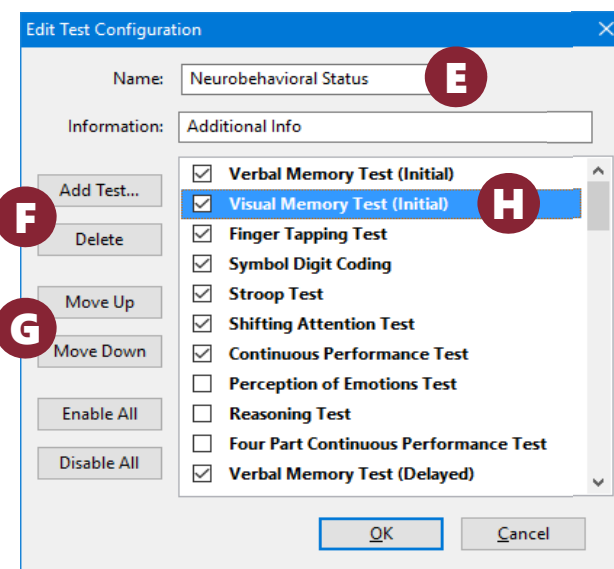 Edit Test Configuration
Name: Neurobehavioral Status E
Information: Additional Info
Add Test...
F
Delete
Move Up
G
Move Down
Enable All
Disable All
Verbal Memory Test (Initial)
Visual Memory Test (Initial) H
Finger Tapping Test
Symbol Digit Coding
Stroop Test
Shifting Attention Test
Continuous Performance Test
Perception of Emotions Test
Reasoning Test
Four Part Continuous Performance Test
Verbal Memory Test (Delayed)
OK Cancel